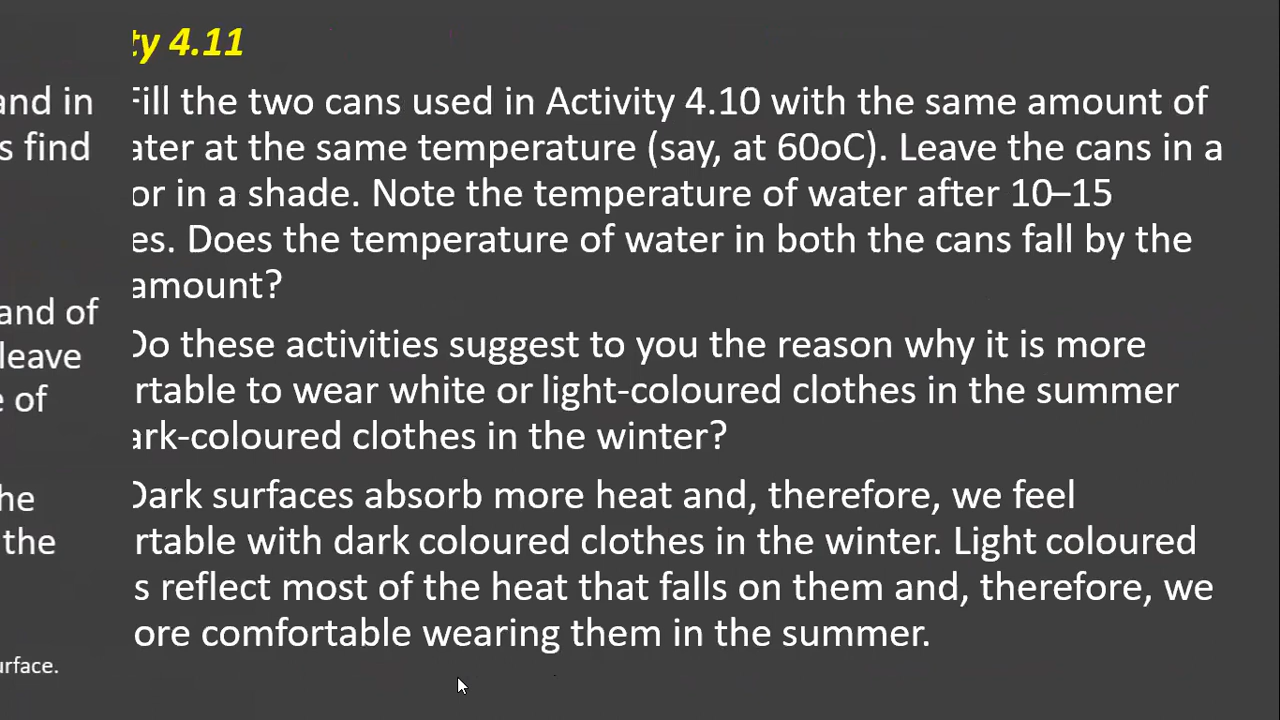 ty 4.11
Fill the two cans used in Activity 4.10 with the same amount of
ater at the same temperature (say, at 60oC). Leave the cans in a
or in a shade. Note the temperature of water after 10–15
es. Does the temperature of water in both the cans fall by the
amount?
Do these activities suggest to you the reason why it is more
rtable to wear white or light-coloured clothes in the summer
ark-coloured clothes in the winter?
Dark surfaces absorb more heat and, therefore, we feel
rtable with dark coloured clothes in the winter. Light coloured
s reflect most of the heat that falls on them and, therefore, we
ore comfortable wearing them in the summer.
and in
s find
and of
leave
e of
he
the
urface.